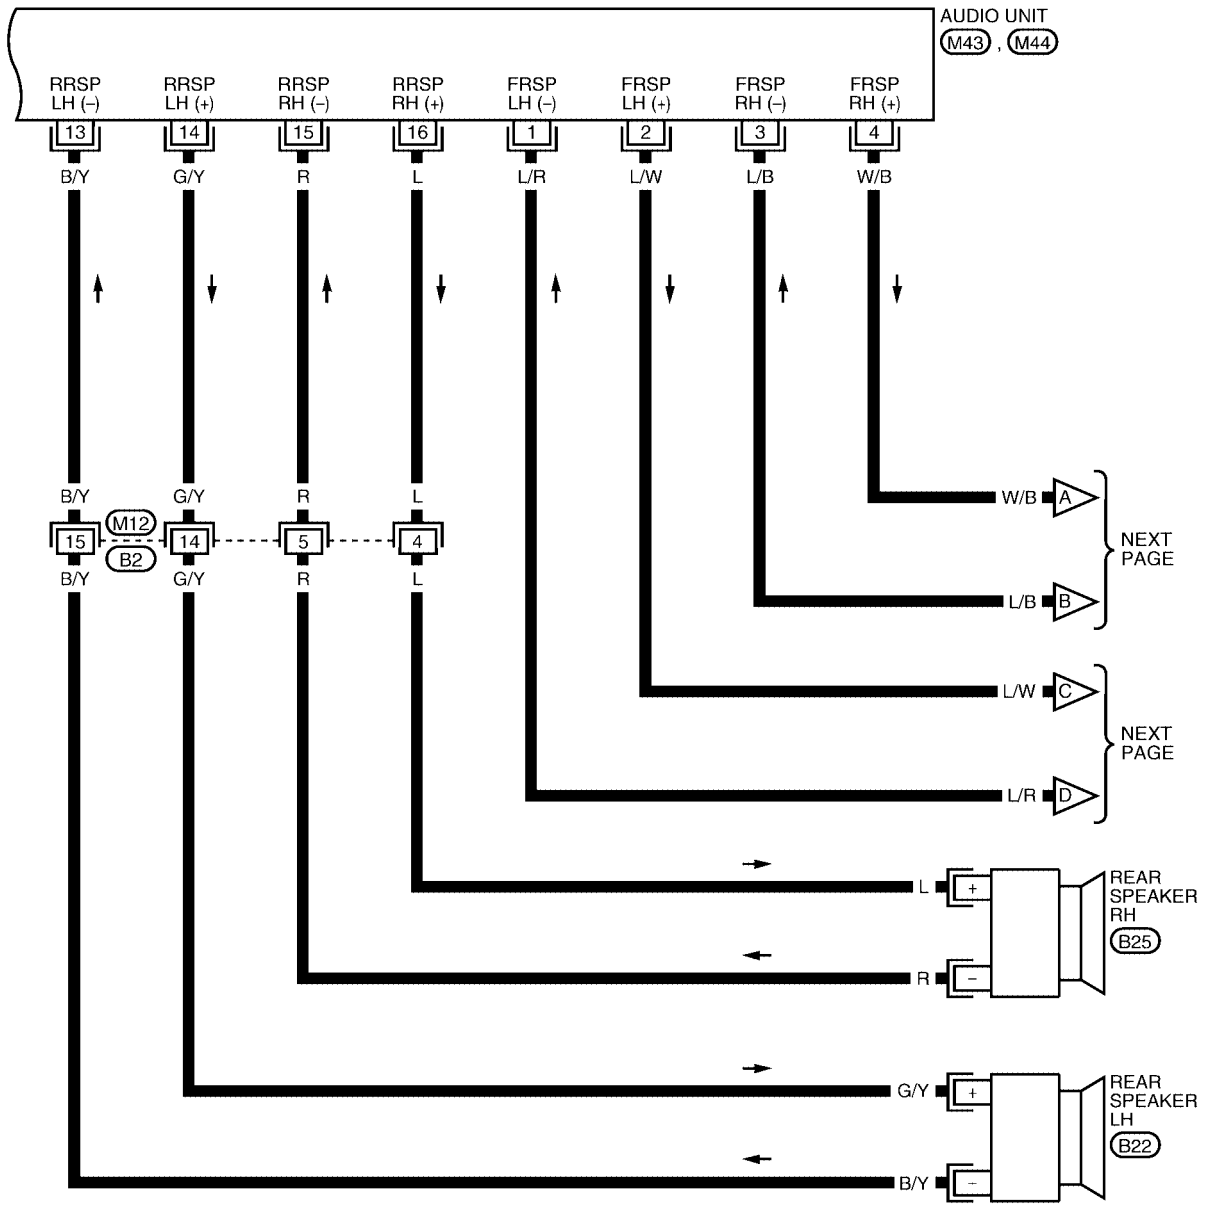 AUDIO UNIT
M43 , M44
RRSP LH (–)
RRSP LH (+)
RRSP RH (–)
RRSP RH (+)
FRSP LH (–)
FRSP LH (+)
FRSP RH (–)
FRSP RH (+)
13 14 15 16 1 2 3 4
B/Y G/Y R L L/R L/W L/B W/B
B/Y G/Y R L
W/B A
M12
15 14 5 4
B2
NEXT
PAGE
B/Y G/Y R L
L/B B
L/W C
NEXT
PAGE
L/R D
L +
REAR
SPEAKER
RH
B25
R –
G/Y +
REAR
SPEAKER
LH
B22
B/Y –